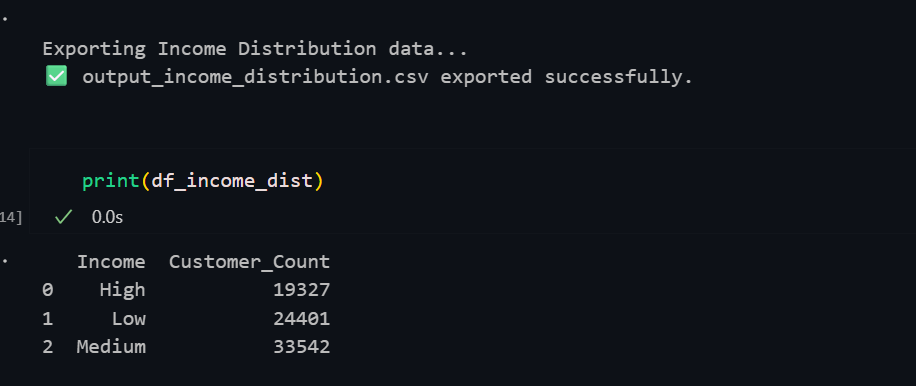 Exporting Income Distribution data...
✅ output_income_distribution.csv exported successfully.
print(df_income_dist)
14] ✓ 0.0s
Income Customer_Count
0 High 19327
1 Low 24401
2 Medium 33542